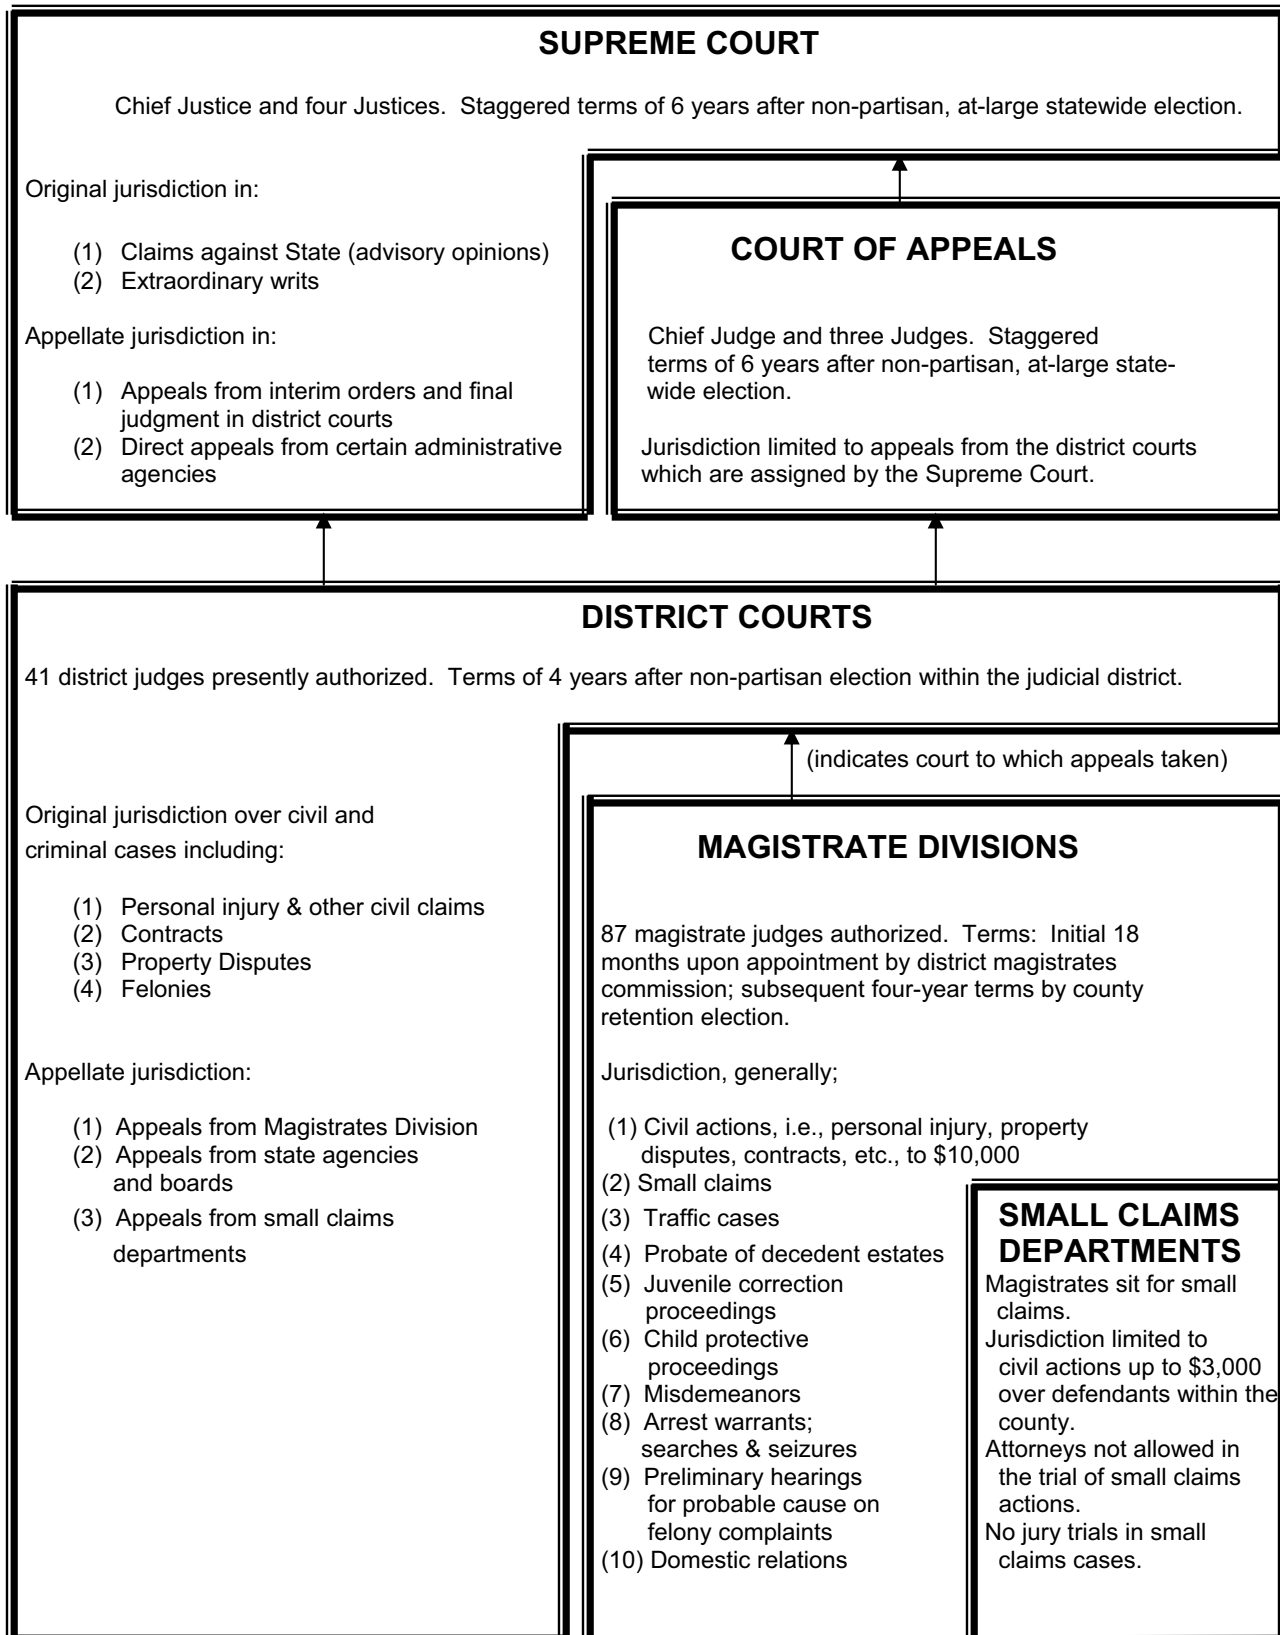 SUPREME COURT
Chief Justice and four Justices. Staggered terms of 6 years after non-partisan, at-large statewide election.
Original jurisdiction in:
(1) Claims against State (advisory opinions)
(2) Extraordinary writs
Appellate jurisdiction in:
(1) Appeals from interim orders and final
judgment in district courts
(2) Direct appeals from certain administrative
agencies
COURT OF APPEALS
Chief Judge and three Judges. Staggered
terms of 6 years after non-partisan, at-large state-
wide election.
Jurisdiction limited to appeals from the district courts
which are assigned by the Supreme Court.
DISTRICT COURTS
41 district judges presently authorized. Terms of 4 years after non-partisan election within the judicial district.
(indicates court to which appeals taken)
Original jurisdiction over civil and
criminal cases including:
(1) Personal injury & other civil claims
(2) Contracts
(3) Property Disputes
(4) Felonies
Appellate jurisdiction:
(1) Appeals from Magistrates Division
(2) Appeals from state agencies
and boards
(3) Appeals from small claims
departments
MAGISTRATE DIVISIONS
87 magistrate judges authorized. Terms: Initial 18
months upon appointment by district magistrates
commission; subsequent four-year terms by county
retention election.
Jurisdiction, generally;
(1) Civil actions, i.e., personal injury, property
disputes, contracts, etc., to $10,000
(2) Small claims
(3) Traffic cases
(4) Probate of decedent estates
(5) Juvenile correction
proceedings
(6) Child protective
proceedings
(7) Misdemeanors
(8) Arrest warrants;
searches & seizures
(9) Preliminary hearings
for probable cause on
felony complaints
(10) Domestic relations
SMALL CLAIMS
DEPARTMENTS
Magistrates sit for small
claims.
Jurisdiction limited to
civil actions up to $3,000
over defendants within the
county.
Attorneys not allowed in
the trial of small claims
actions.
No jury trials in small
claims cases.